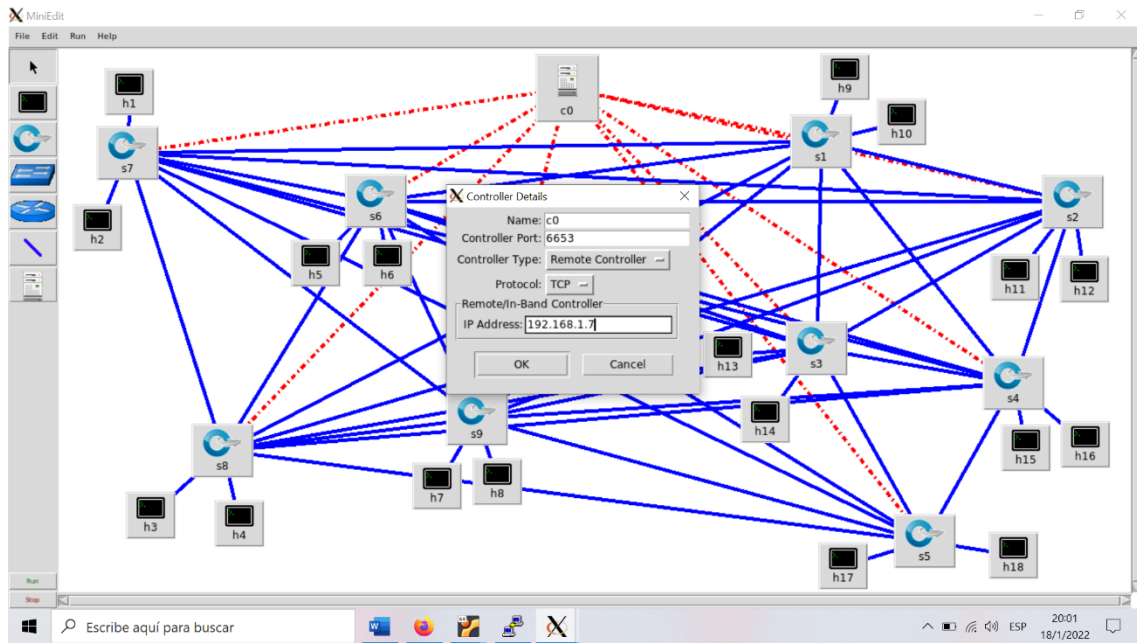 MiniEdit
File Edit Run Help
c0
h1
h9
h10
s7
s1
s6
s2
h2
h5
h6
h11
h12
Controller Details
Name: c0
Controller Port: 6653
Controller Type: Remote Controller
Protocol: TCP
Remote/In-Band Controller
IP Address: 192.168.1.7
OK Cancel
h13
s3
s4
s9
h14
s8
h15
h16
h7
h8
h3
h4
s5
h17
h18
Run
Stop
Escribe aquí para buscar
ESP
20:01
18/1/2022